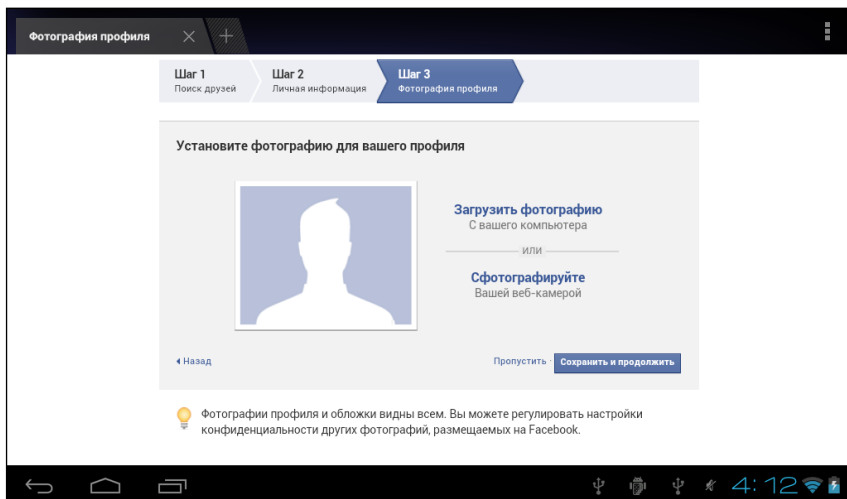 Фотография профиля
Шаг 1
Поиск друзей
Шаг 2
Личная информация
Шаг 3
Фотография профиля
Установите фотографию для вашего профиля
Загрузить фотографию
С вашего компьютера
или
Сфотографируйте
Вашей веб-камерой
Назад
Пропустить · Сохранить и продолжить
Фотографии профиля и обложки видны всем. Вы можете регулировать настройки
конфиденциальности других фотографий, размещаемых на Facebook.
4:12